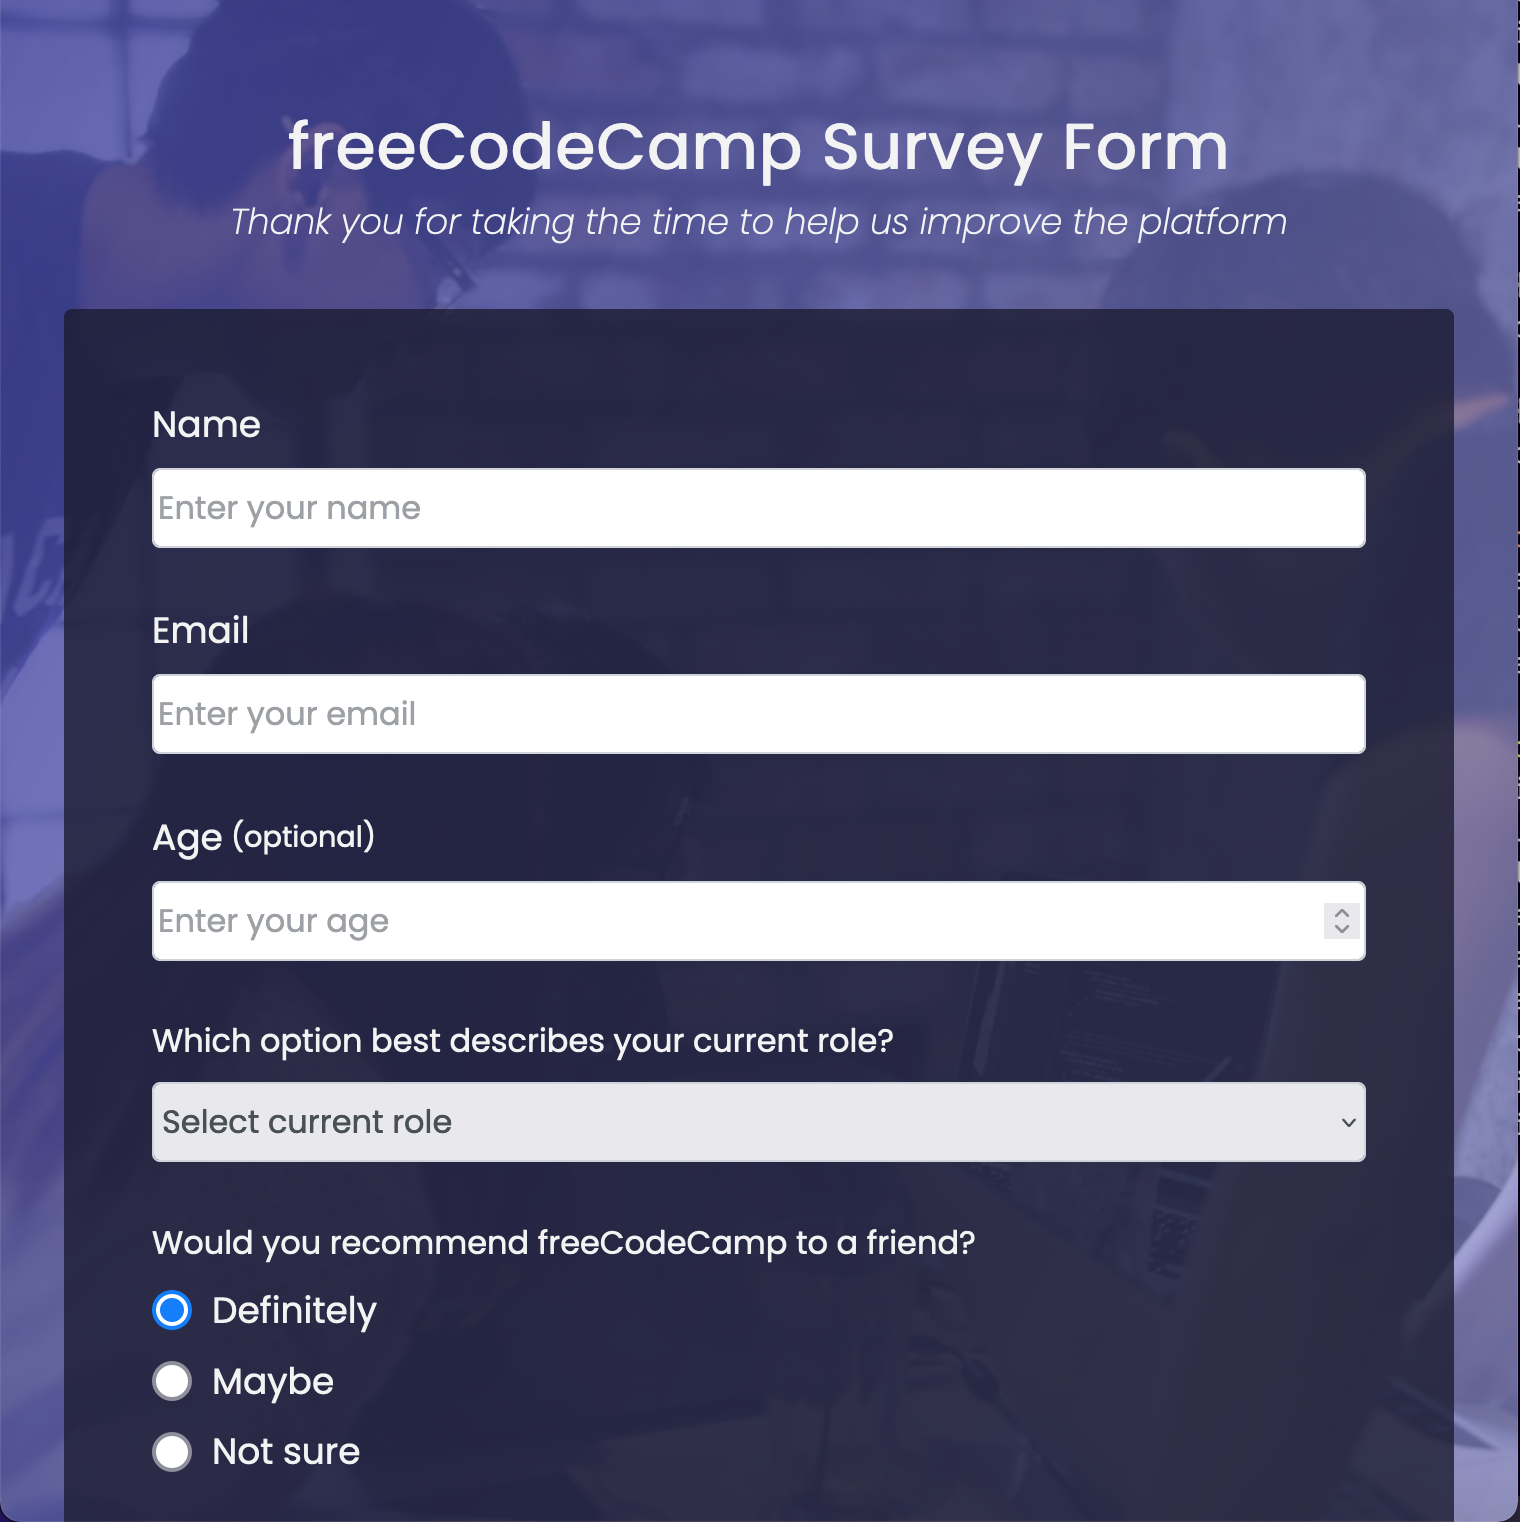 freeCodeCamp Survey Form
Thank you for taking the time to help us improve the platform
Name
Enter your name
Email
Enter your email
Age (optional)
Enter your age
Which option best describes your current role?
Select current role
Would you recommend freeCodeCamp to a friend?
Definitely
Maybe
Not sure